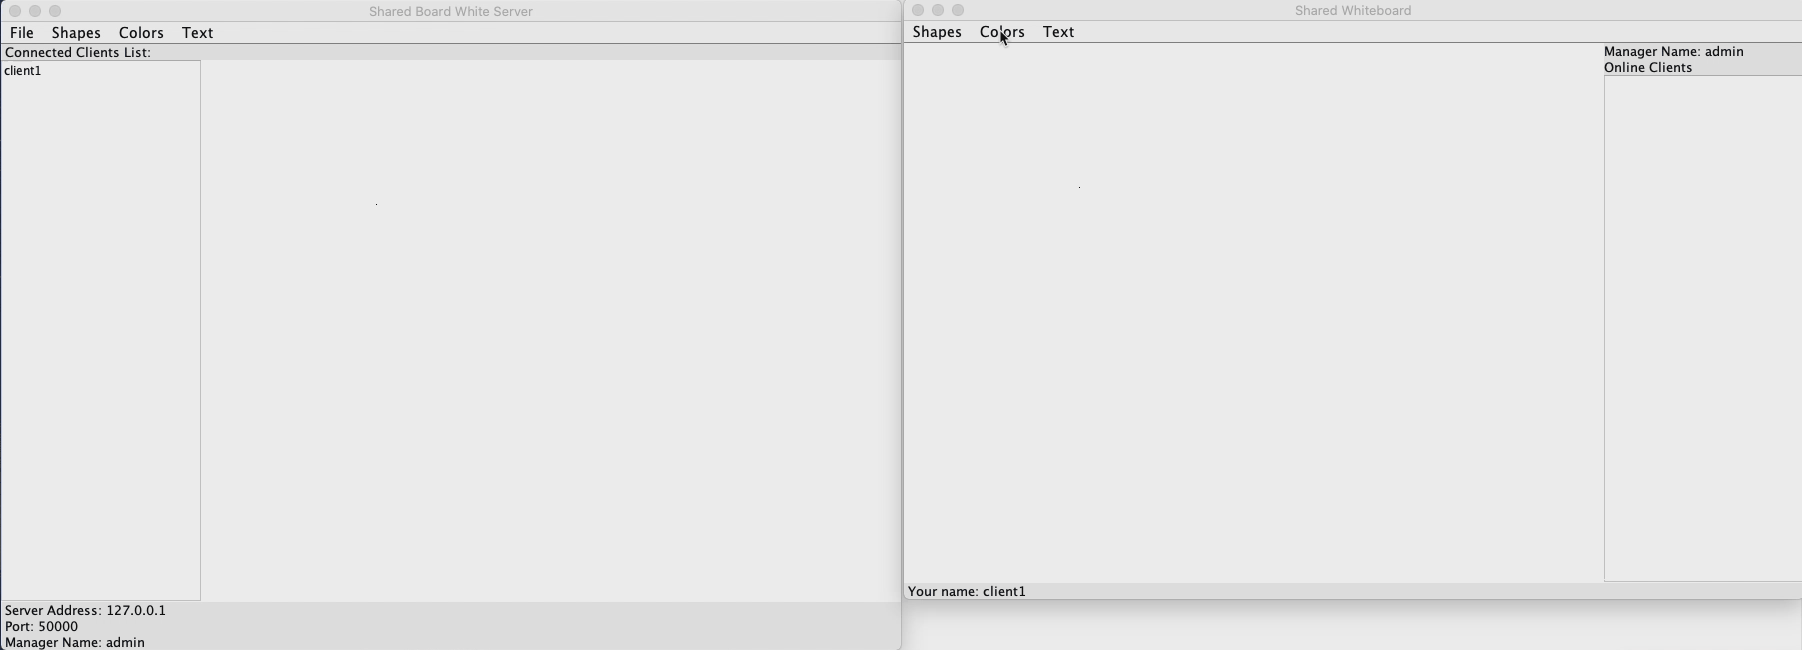 Shared Board White Server
File Shapes Colors Text
Connected Clients List:
client1
Server Address: 127.0.0.1
Port: 50000
Manager Name: admin
Shared Whiteboard
Shapes Colors Text
Manager Name: admin
Online Clients
Your name: client1